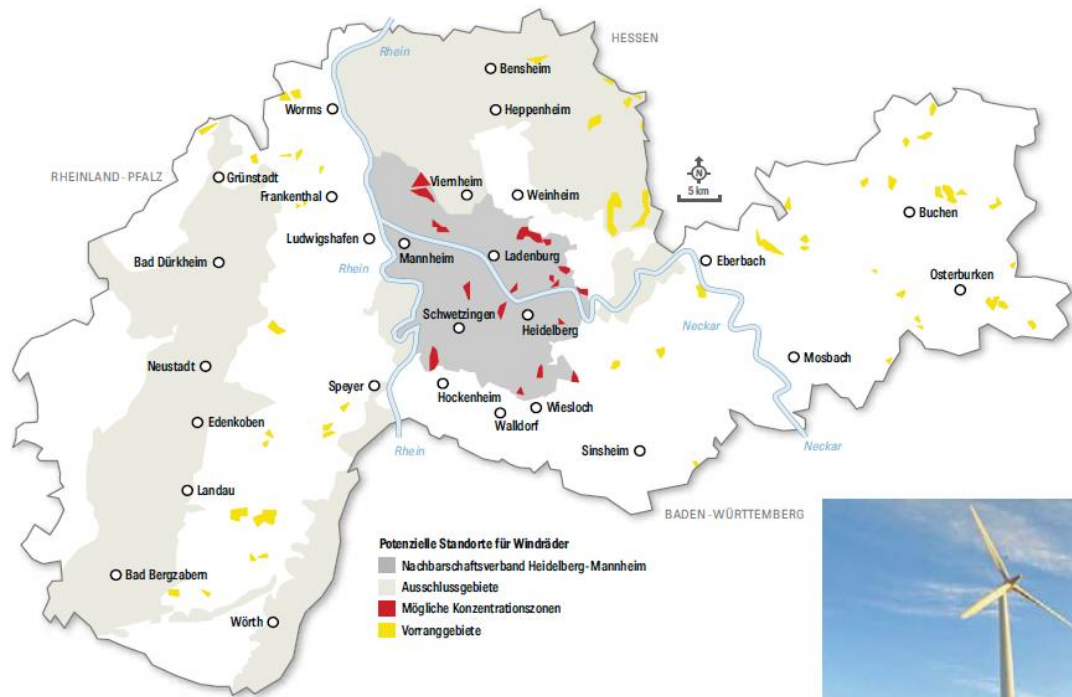 HESSEN
Rhein
Bensheim
Worms
Heppenheim
RHEINLAND-PFALZ
Grünstadt
Viernheim
N
5 km
Frankenthal
Weinheim
Buchen
Ludwigshafen
Mannheim
Ladenburg
Bad Dürkheim
Rhein
Eberbach
Osterburken
Schwetzingen
Heidelberg
Neckar
Mosbach
Neustadt
Speyer
Hockenheim
Wiesloch
Walldorf
Edenkoben
Rhein
Sinsheim
Neckar
Landau
BADEN-WÜRTTEMBERG
Potenzielle Standorte für Windräder
Nachbarschaftsverband Heidelberg-Mannheim
Ausschlussgebiete
Mögliche Konzentrationszonen
Vorranggebiete
Bad Bergzabern
Wörth